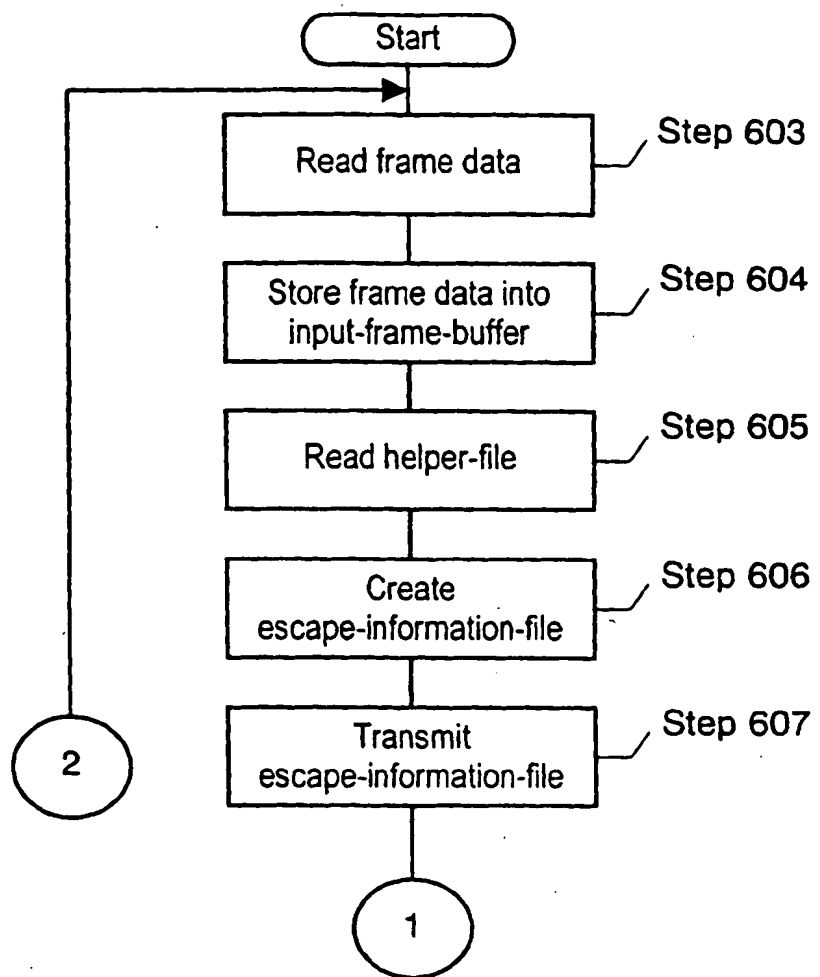 Start
Read frame data
Step 603
Store frame data into
input-frame-buffer
Step 604
Read helper-file
Step 605
Create
escape-information-file
Step 606
Transmit
escape-information-file
Step 607
2
1